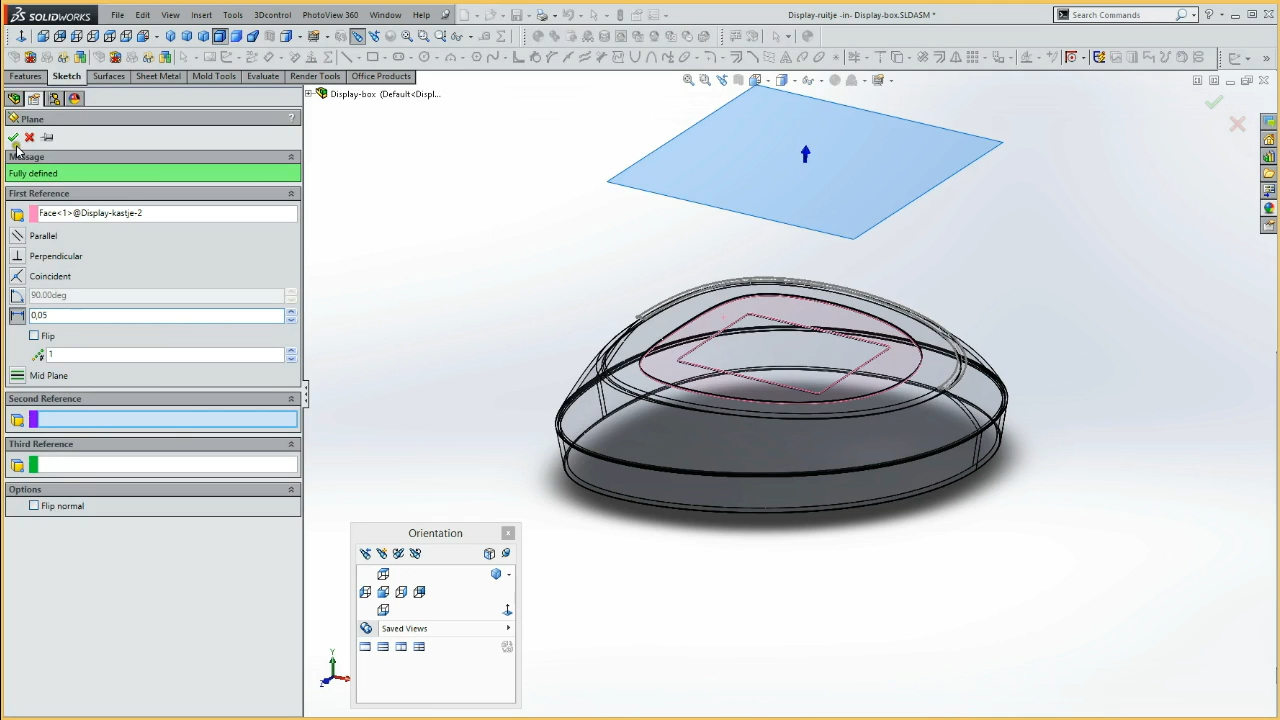 SOLIDWORKS File Edit View Insert Tools 3Dcontrol PhotoView 360 Window Help Display-ruitje -in- Display-box.SLDASM * Search Commands
Features Sketch Surfaces Sheet Metal Mold Tools Evaluate Render Tools Office Products
Display-box (Default<Displ...
Plane ?
Message
Fully defined
First Reference
Face<1>@Display-kastje-2
Parallel
Perpendicular
Coincident
90.00deg
0,05
Flip
1
Mid Plane
Second Reference
Third Reference
Options
Flip normal
Orientation
Saved Views
Y
Z